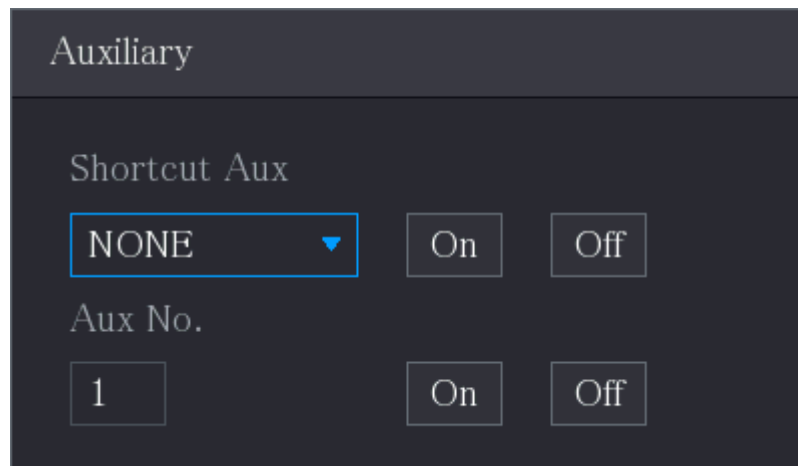 Auxiliary
Shortcut Aux
NONE On Off
Aux No.
1 On Off